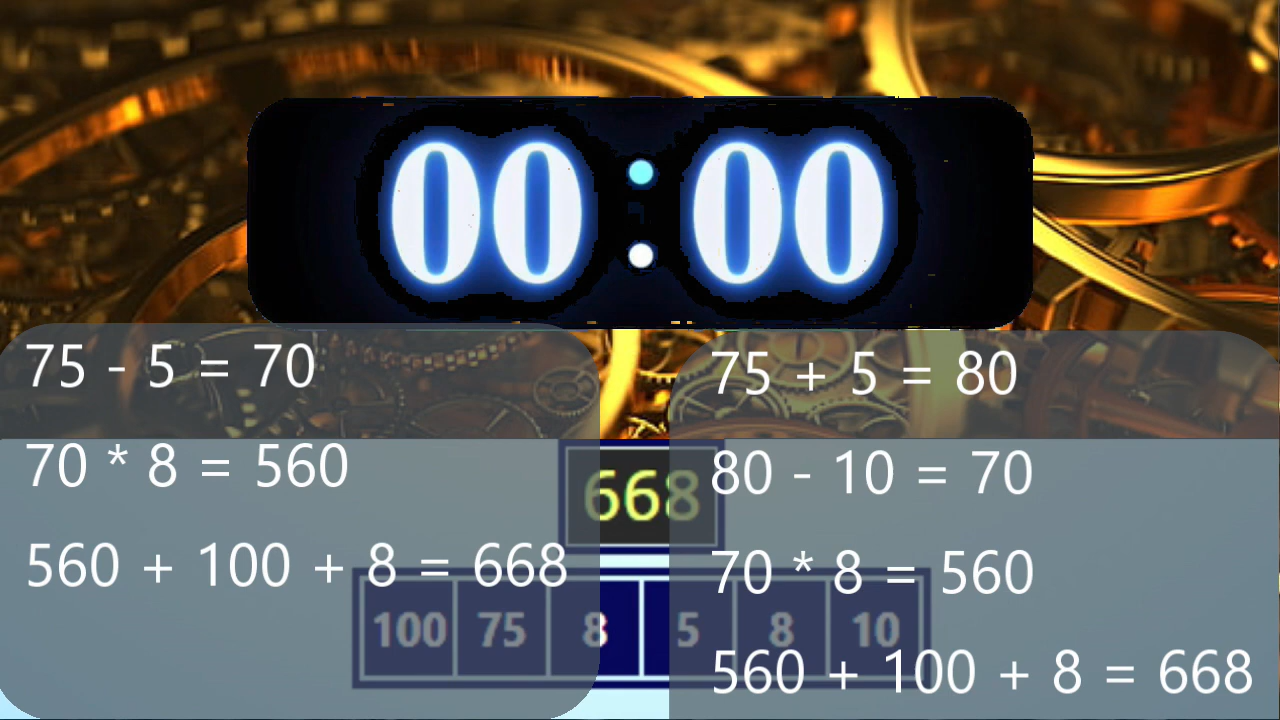 00:00
75 - 5 = 70
70 * 8 = 560
560 + 100 + 8 = 668
75 + 5 = 80
80 - 10 = 70
70 * 8 = 560
560 + 100 + 8 = 668
668
100 75 8 5 8 10